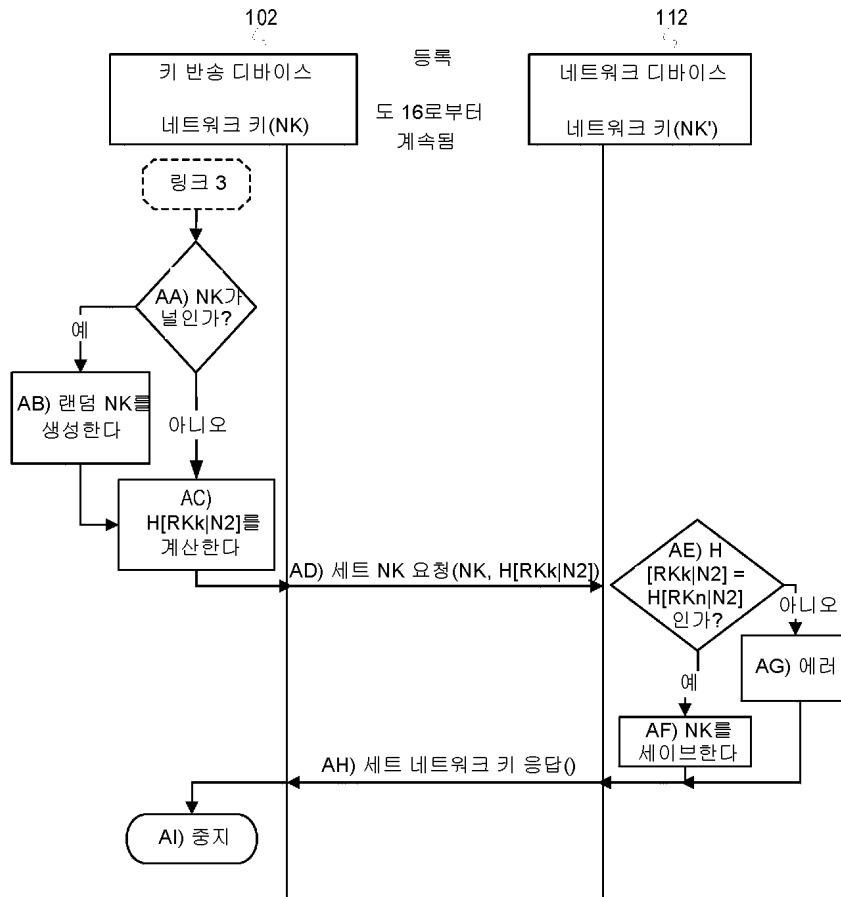 102
112
키 반송 디바이스
네트워크 키(NK)
등록
도 16로부터
계속됨
네트워크 디바이스
네트워크 키(NK')
링크 3
AA) NK가
널인가?
예
AB) 랜덤 NK를
생성한다
아니오
AC)
H[RKk|N2]를
계산한다
AD) 세트 NK 요청(NK, H[RKk|N2])
AE) H
[RKk|N2] =
H[RKn|N2]
인가?
아니오
AG) 에러
예
AF) NK를
세이브한다
AH) 세트 네트워크 키 응답()
AI) 중지